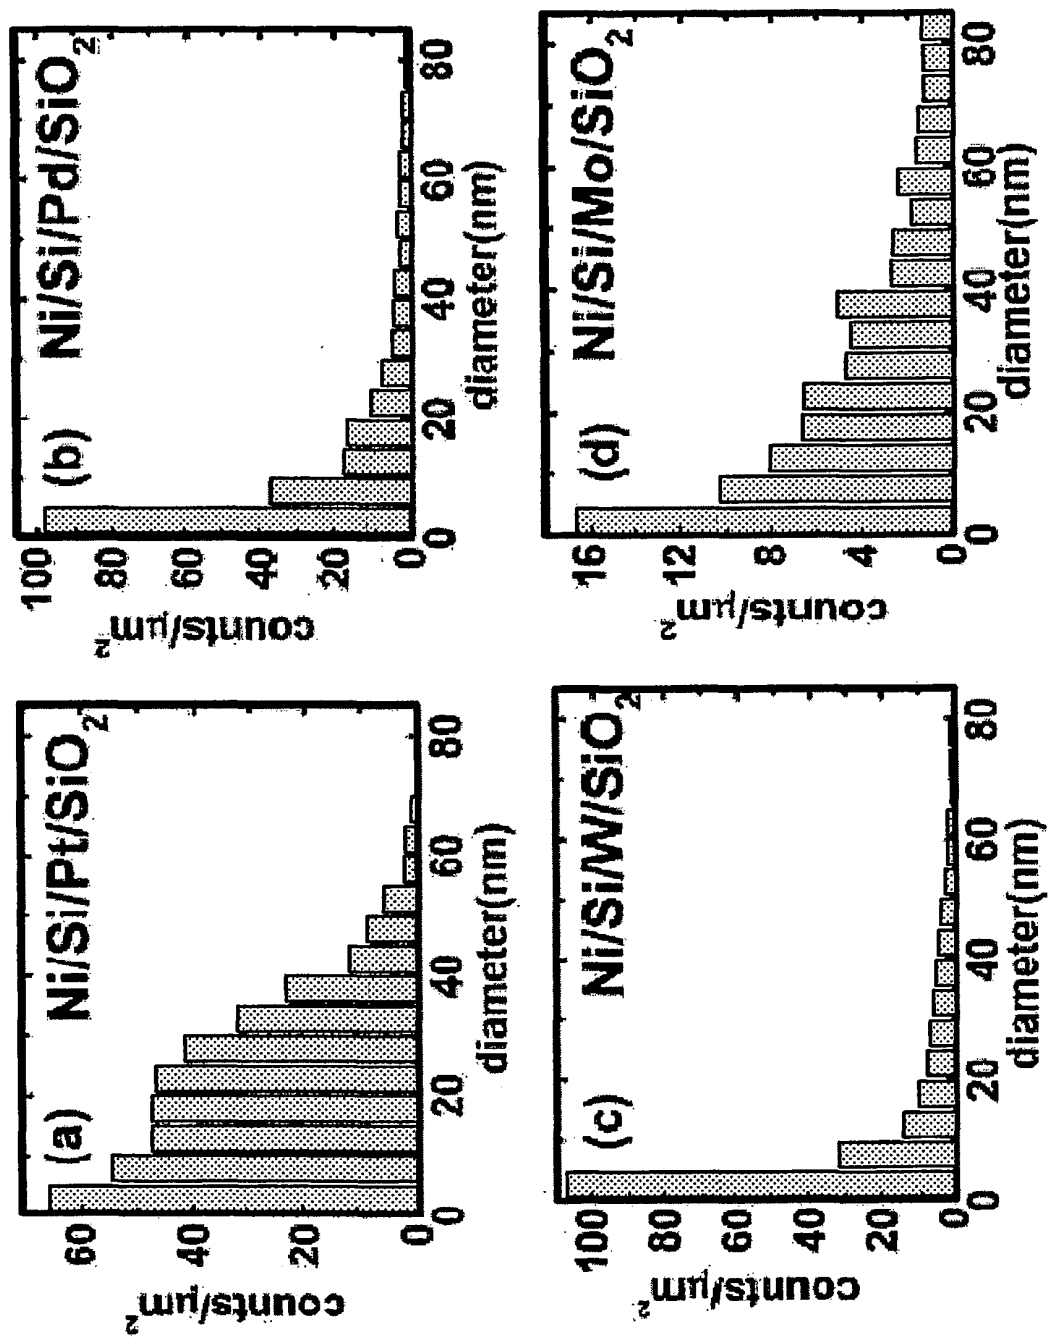 (a) Ni/Si/Pt/SiO2
counts/μm2
60
40
20
0
0 20 40 60 80
diameter(nm)
(b) Ni/Si/Pd/SiO2
counts/μm2
100
80
60
40
20
0
0 20 40 60 80
diameter(nm)
(c) Ni/Si/W/SiO2
counts/μm2
100
80
60
40
20
0
0 20 40 60 80
diameter(nm)
(d) Ni/Si/Mo/SiO2
counts/μm2
16
12
8
4
0
0 20 40 60 80
diameter(nm)